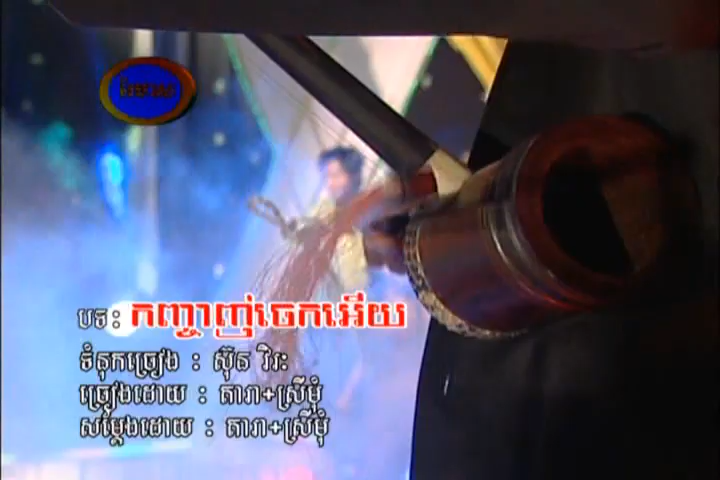 បទ: កញ្ចាញ់ចេកអើយ
ទំនុកច្រៀង : ស៊ុន វិរៈ
ច្រៀងដោយ : តារា+ស្រីមុំ
សម្តែងដោយ : តារា+ស្រីមុំ